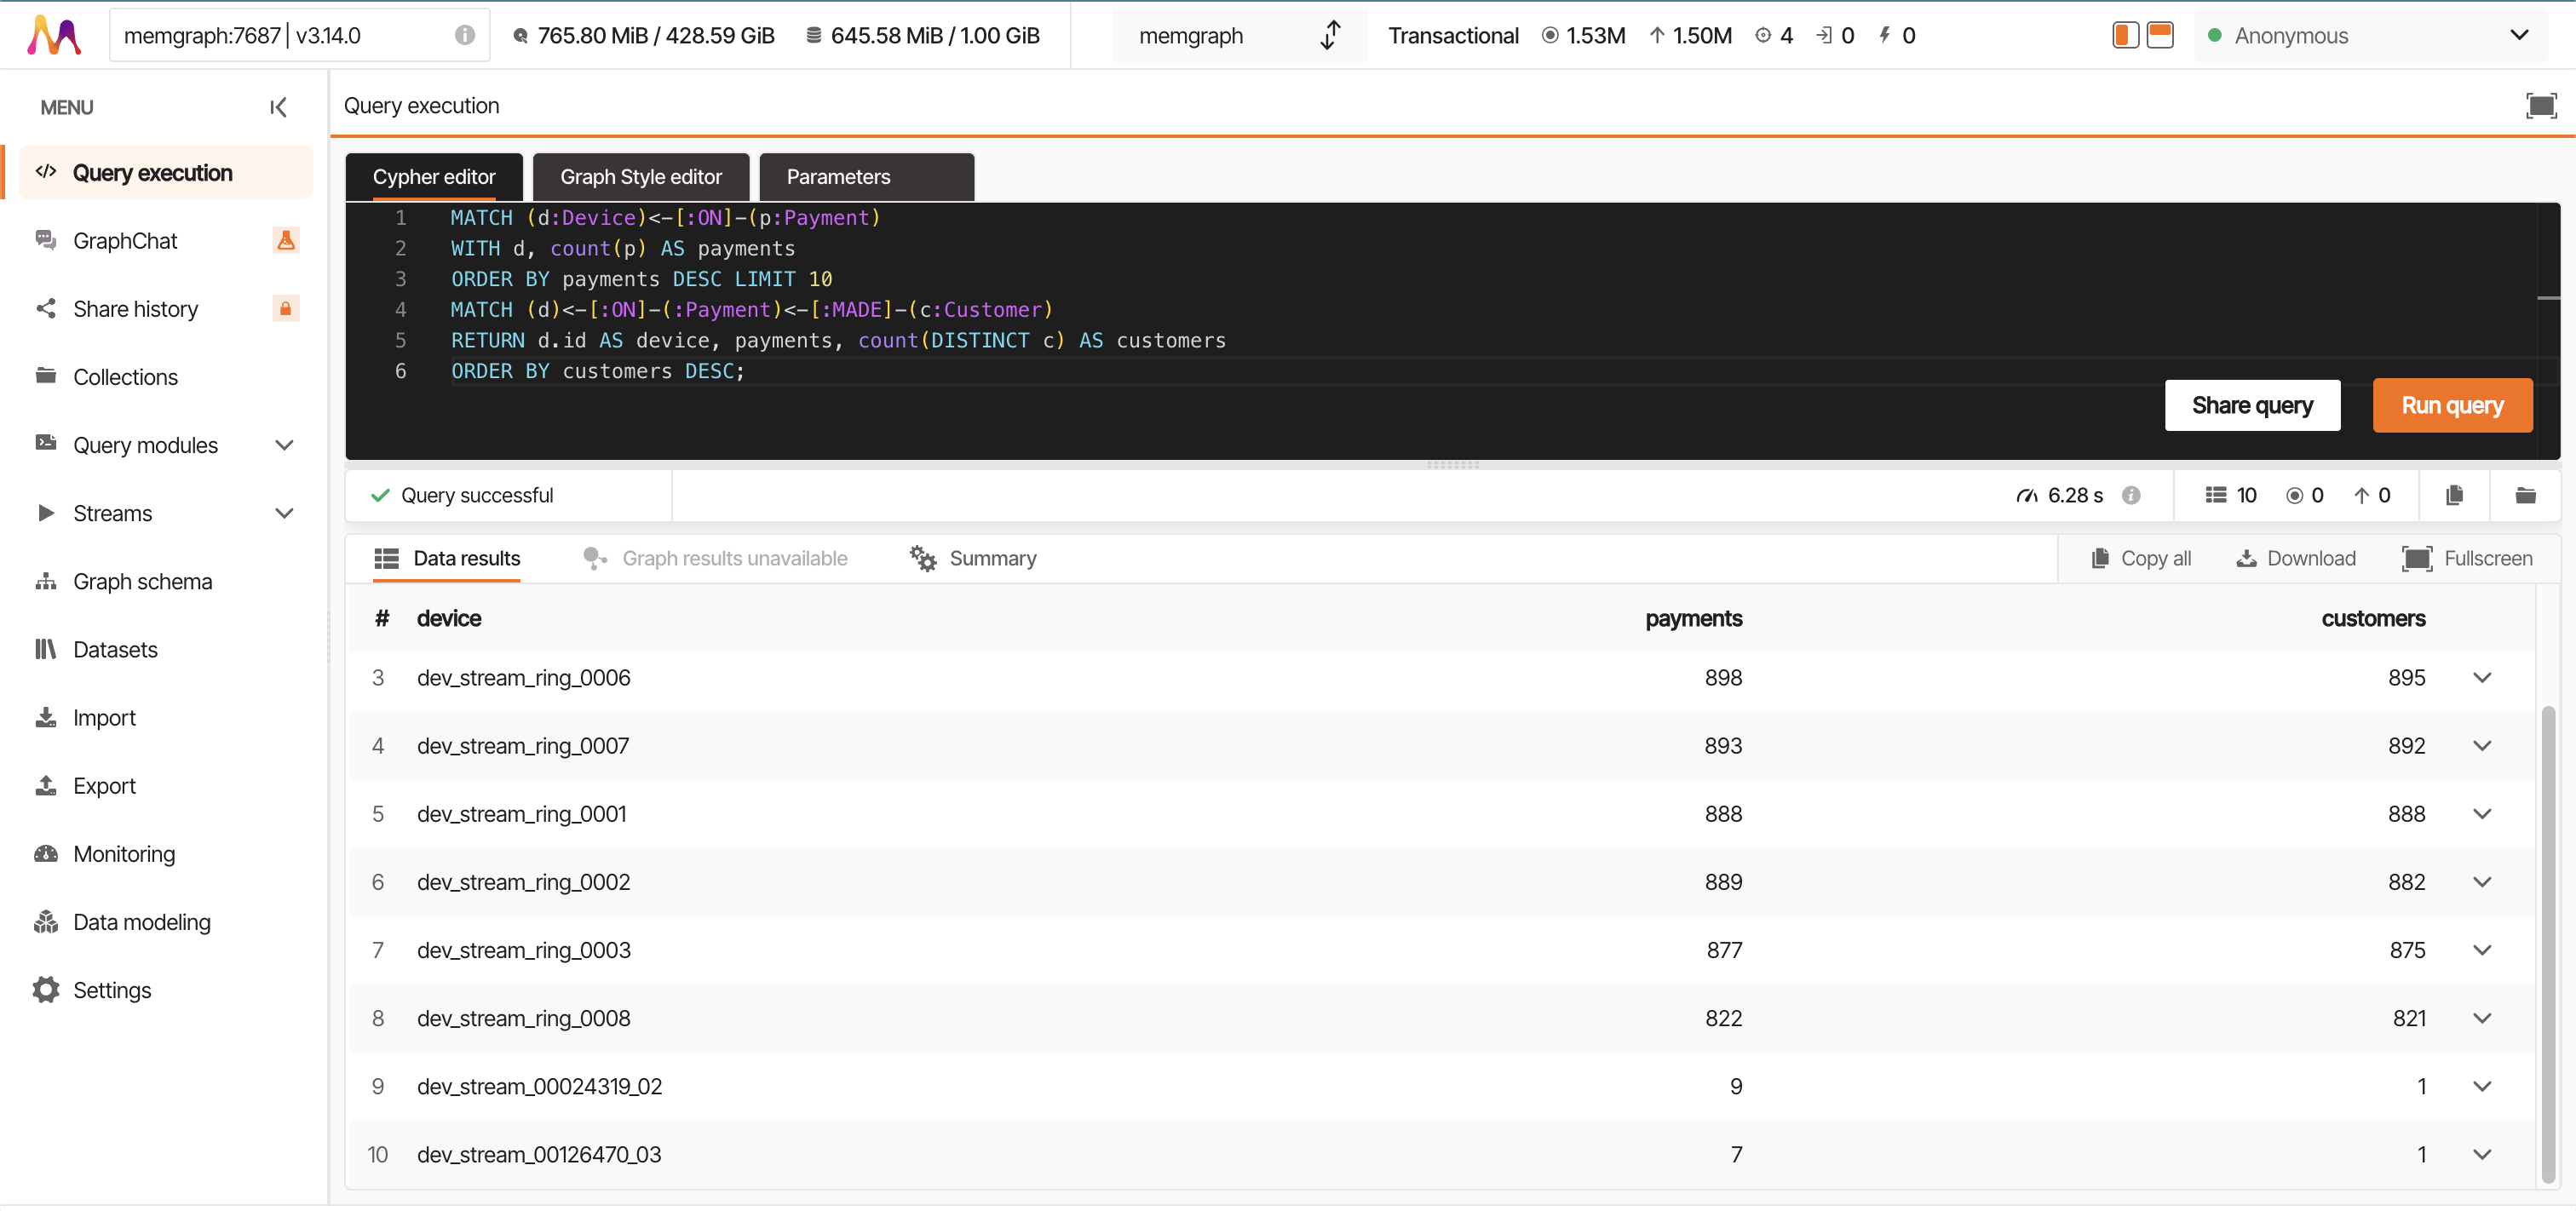 memgraph:7687 | v3.14.0
765.80 MiB / 428.59 GiB
645.58 MiB / 1.00 GiB
memgraph
Transactional
1.53M
1.50M
4
0
0
Anonymous
MENU
Query execution
GraphChat
Share history
Collections
Query modules
Streams
Graph schema
Datasets
Import
Export
Monitoring
Data modeling
Settings
Query execution
Cypher editor
Graph Style editor
Parameters
1 MATCH (d:Device)<-[:ON]-(p:Payment)
2 WITH d, count(p) AS payments
3 ORDER BY payments DESC LIMIT 10
4 MATCH (d)<-[:ON]-(:Payment)<-[:MADE]-(c:Customer)
5 RETURN d.id AS device, payments, count(DISTINCT c) AS customers
6 ORDER BY customers DESC;
Share query
Run query
Query successful
6.28 s
10
0
0
Data results
Graph results unavailable
Summary
Copy all
Download
Fullscreen
# device payments customers
3 dev_stream_ring_0006 898 895
4 dev_stream_ring_0007 893 892
5 dev_stream_ring_0001 888 888
6 dev_stream_ring_0002 889 882
7 dev_stream_ring_0003 877 875
8 dev_stream_ring_0008 822 821
9 dev_stream_00024319_02 9 1
10 dev_stream_00126470_03 7 1